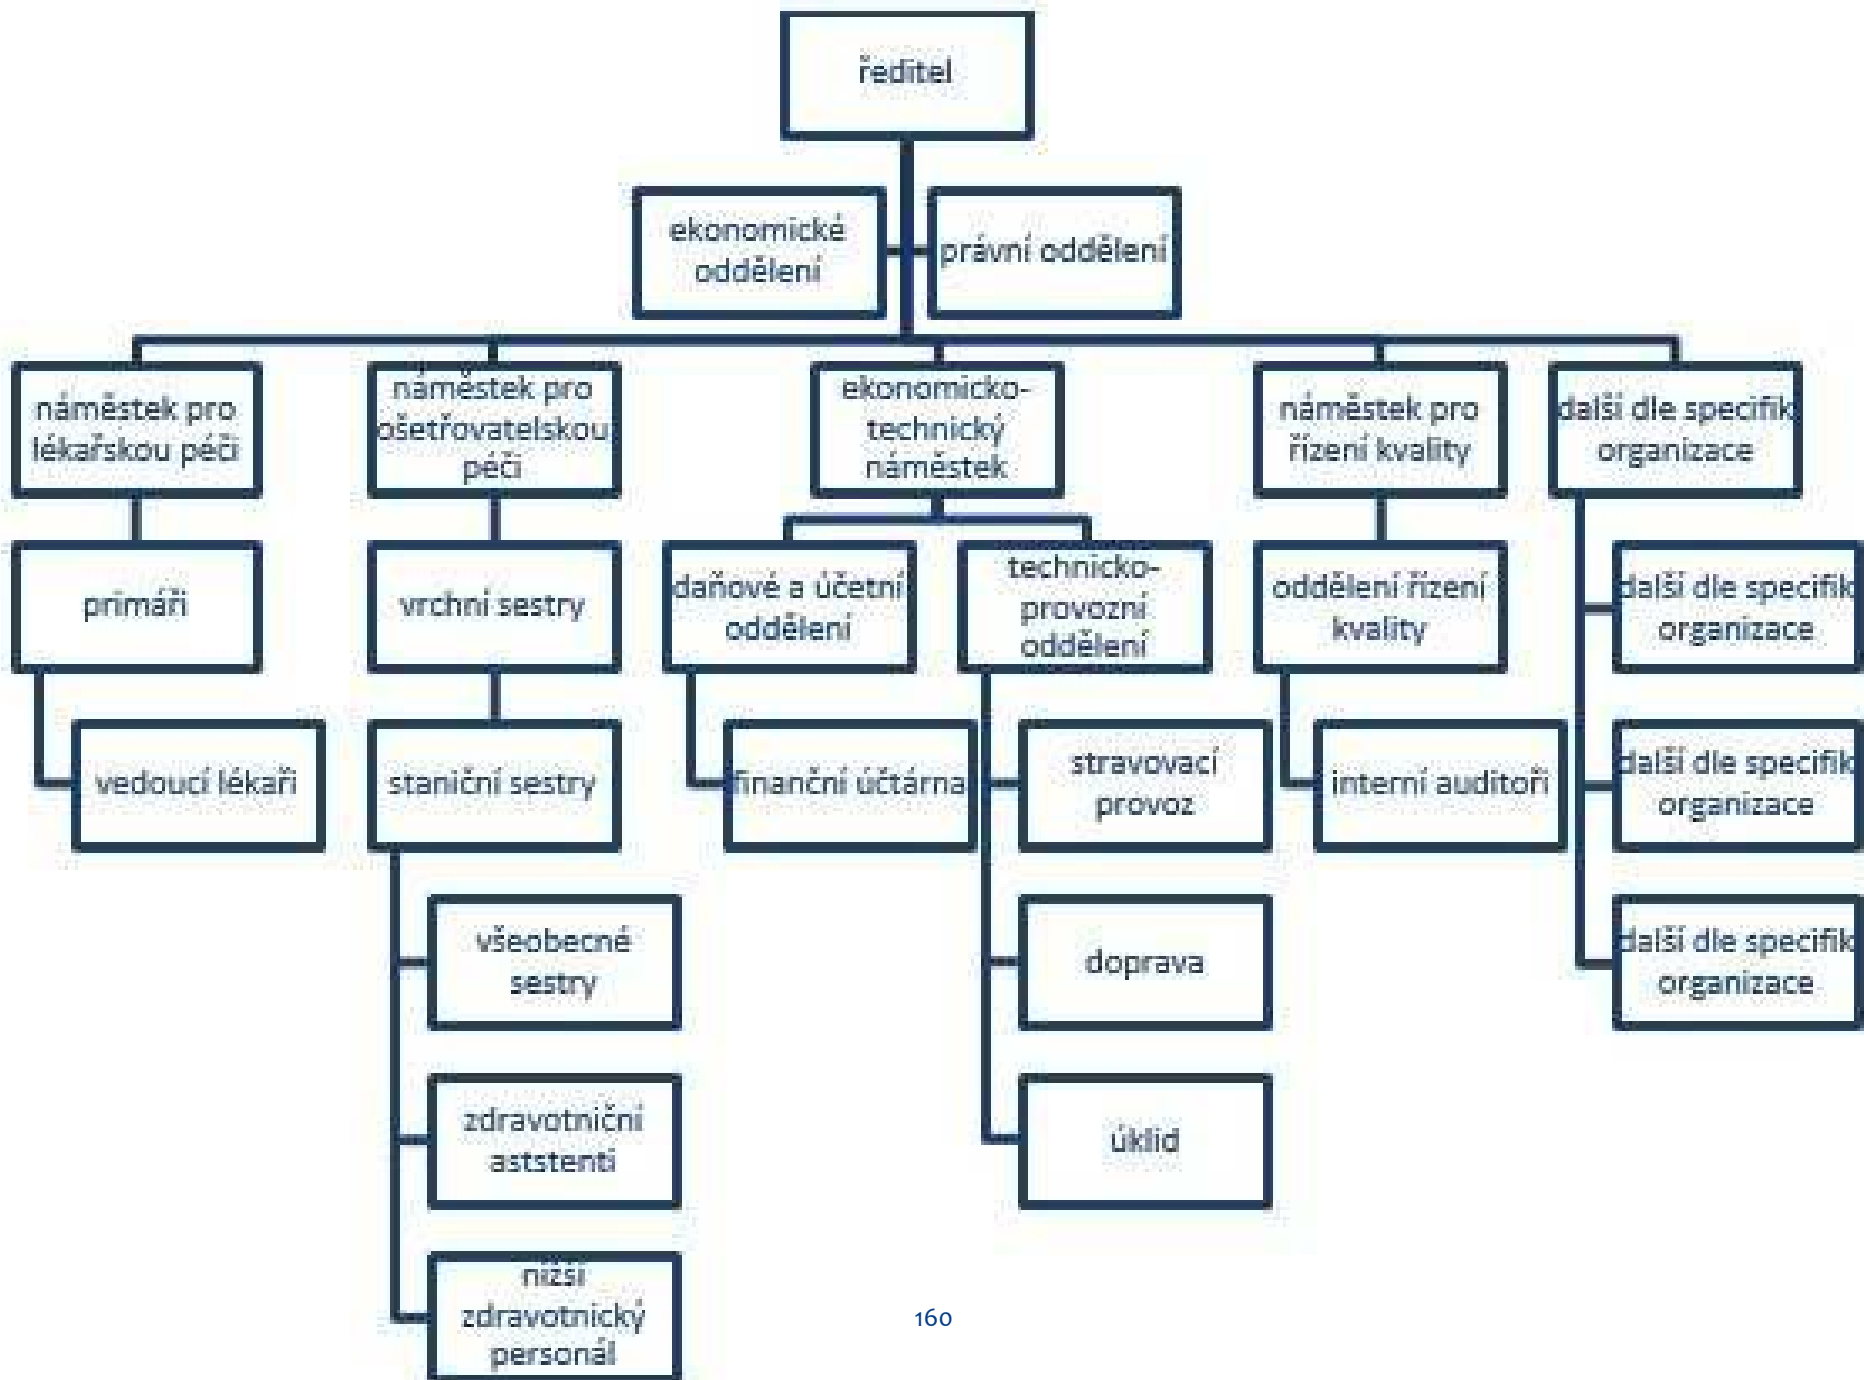 ředitel
ekonomické
oddělení
právní oddělení
náměstek pro
lékařskou péči
náměstek pro
ošetřovatelskou
péči
ekonomicko-
technický
náměstek
náměstek pro
řízení kvality
další dle specifik
organizace
primáři
vrchní sestry
daňové a účetní
oddělení
technicko-
provozní
oddělení
oddělení řízení
kvality
další dle specifik
organizace
vedoucí lékaři
staniční sestry
finanční účtárna
stravovací
provoz
interní auditoři
další dle specifik
organizace
všeobecné
sestry
doprava
další dle specifik
organizace
zdravotniční
aststenti
úklid
nižší
zdravotnický
personál
160